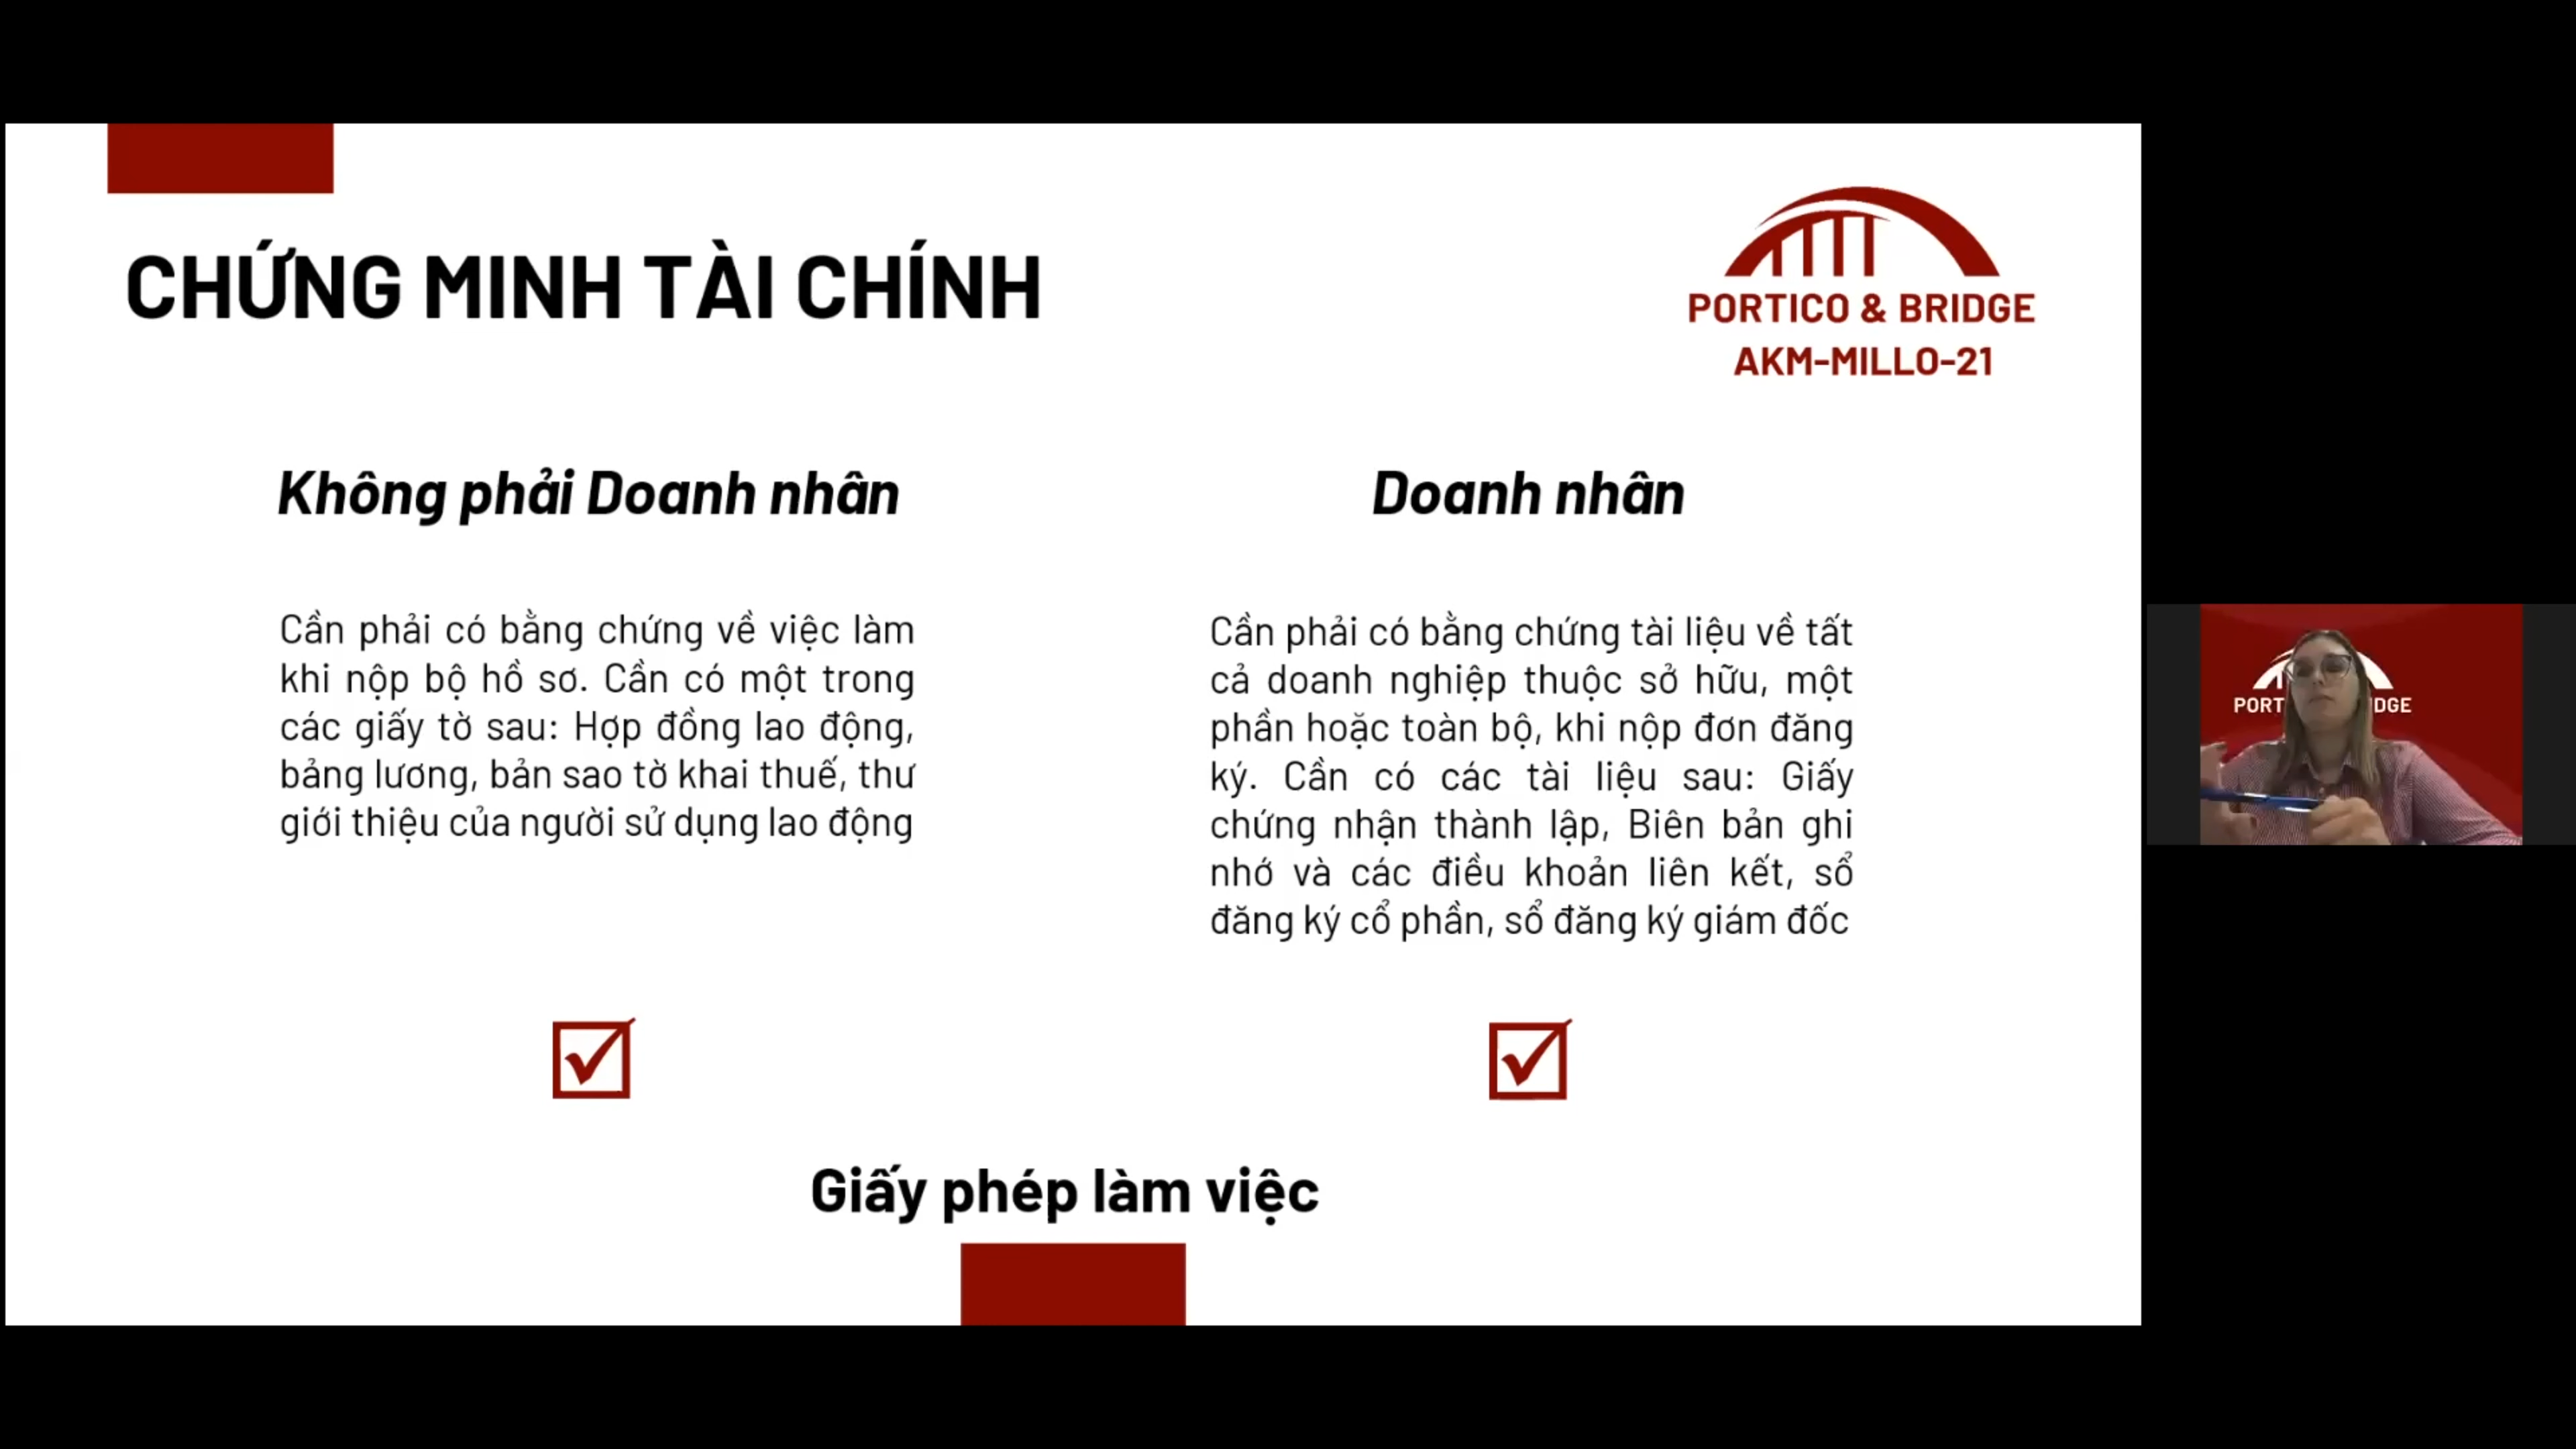 CHỨNG MINH TÀI CHÍNH
PORTICO & BRIDGE
AKM-MILLO-21
Không phải Doanh nhân
Cần phải có bằng chứng về việc làm
khi nộp bộ hồ sơ. Cần có một trong
các giấy tờ sau: Hợp đồng lao động,
bảng lương, bản sao tờ khai thuế, thư
giới thiệu của người sử dụng lao động
Doanh nhân
Cần phải có bằng chứng tài liệu về tất
cả doanh nghiệp thuộc sở hữu, một
phần hoặc toàn bộ, khi nộp đơn đăng
ký. Cần có các tài liệu sau: Giấy
chứng nhận thành lập, Biên bản ghi
nhớ và các điều khoản liên kết, sổ
đăng ký cổ phần, sổ đăng ký giám đốc
Giấy phép làm việc
PORT DGE